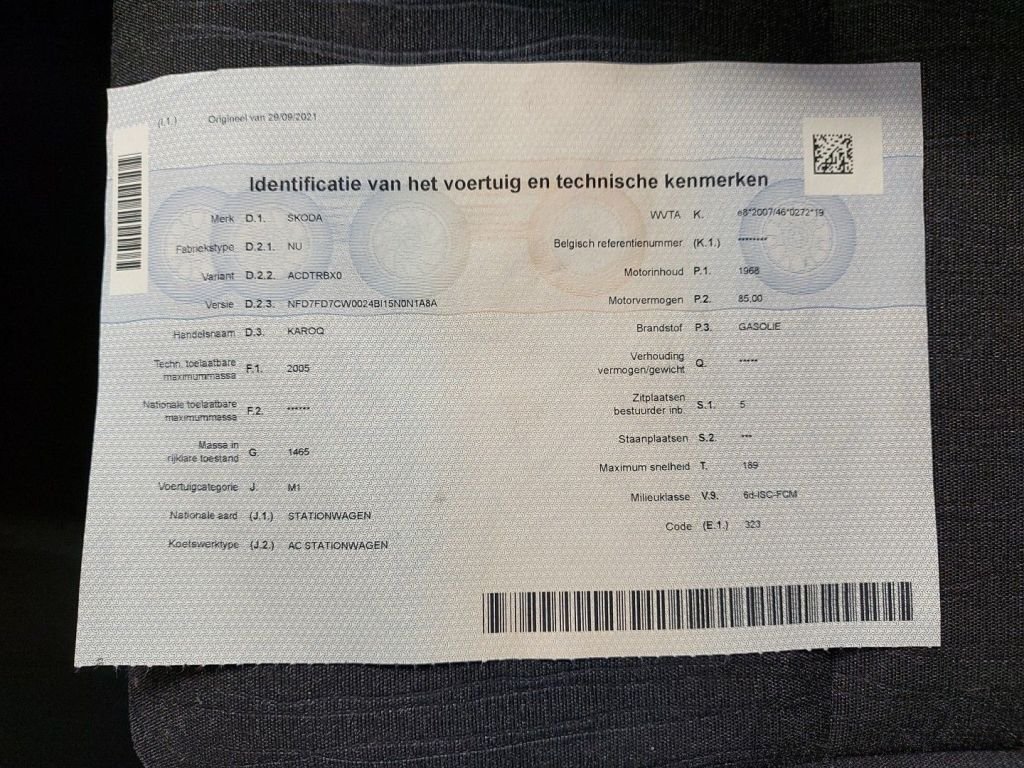 (I.1.) Origineel van 29/09/2021
Identificatie van het voertuig en technische kenmerken
Merk D.1. SKODA
Fabriekstype D.2.1. NU
Variant D.2.2. ACDTRBX0
Versie D.2.3. NFD7FD7CW0024BI15N0N1A8A
Handelsnaam D.3. KAROQ
Techn. toelaatbare
maximummassa F.1. 2005
Nationale toelaatbare
maximummassa F.2. ******
Massa in
rijklare toestand G. 1465
Voertuigcategorie J. M1
Nationale aard (J.1.) STATIONWAGEN
Koetswerktype (J.2.) AC STATIONWAGEN
WVTA K. e8*2007/46*0272*19
Belgisch referentienummer (K.1.) ********
Motorinhoud P.1. 1968
Motorvermogen P.2. 85,00
Brandstof P.3. GASOLIE
Verhouding
vermogen/gewicht Q. *****
Zitplaatsen
bestuurder inb. S.1. 5
Staanplaatsen S.2. ***
Maximum snelheid T. 189
Milieuklasse V.9. 6d-ISC-FCM
Code (E.1.) 323